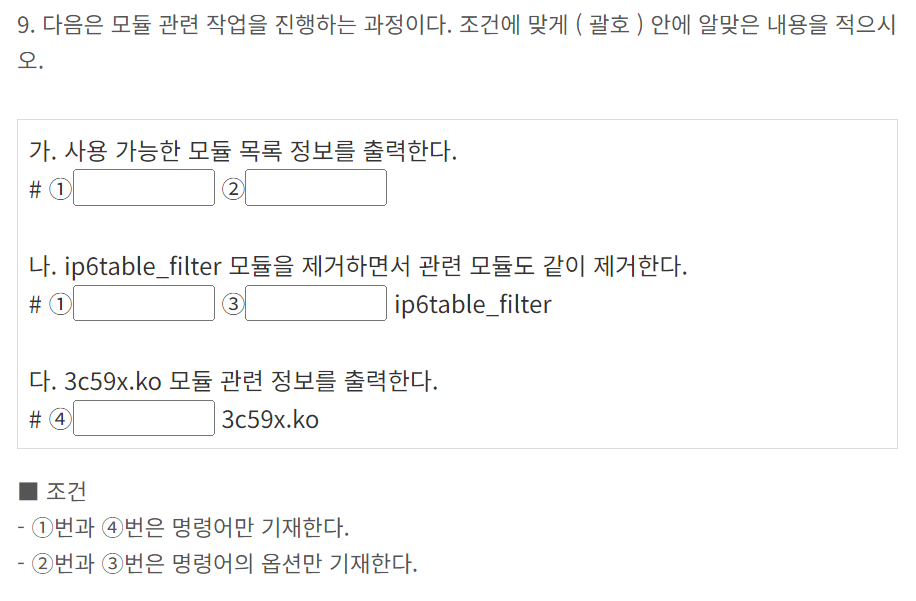 9. 다음은 모듈 관련 작업을 진행하는 과정이다. 조건에 맞게 ( 괄호 ) 안에 알맞은 내용을 적으시
오.
가. 사용 가능한 모듈 목록 정보를 출력한다.
# ① ②
나. ip6table_filter 모듈을 제거하면서 관련 모듈도 같이 제거한다.
# ① ③ ip6table_filter
다. 3c59x.ko 모듈 관련 정보를 출력한다.
# ④ 3c59x.ko
■ 조건
- ①번과 ④번은 명령어만 기재한다.
- ②번과 ③번은 명령어의 옵션만 기재한다.